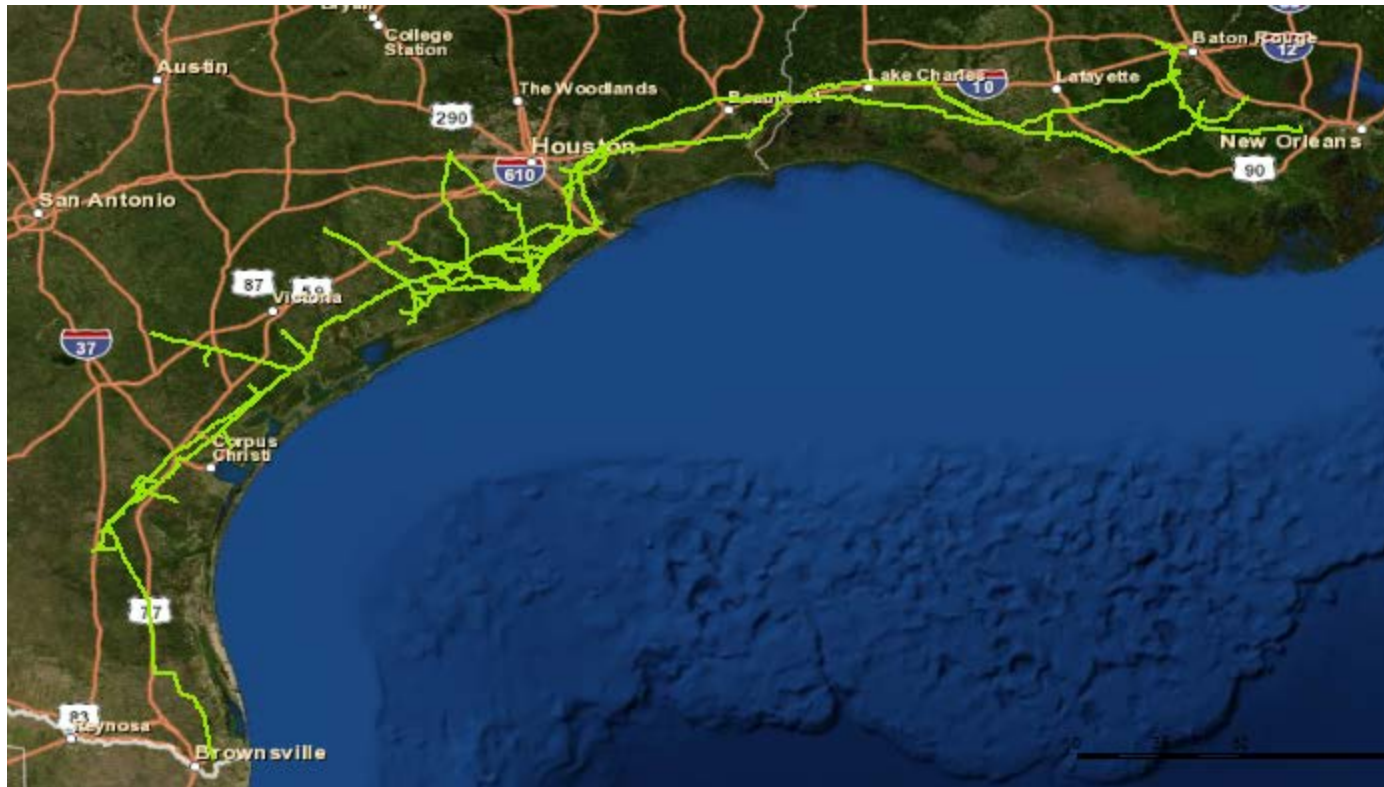 College
Station
Austin
The Woodlands
290
Houston
610
San Antonio
87
59
Victoria
37
Corpus
Christi
77
83
Reynosa
Brownsville
Beaumont
Lake Charles
10
Lafayette
Baton Rouge
12
New Orleans
90